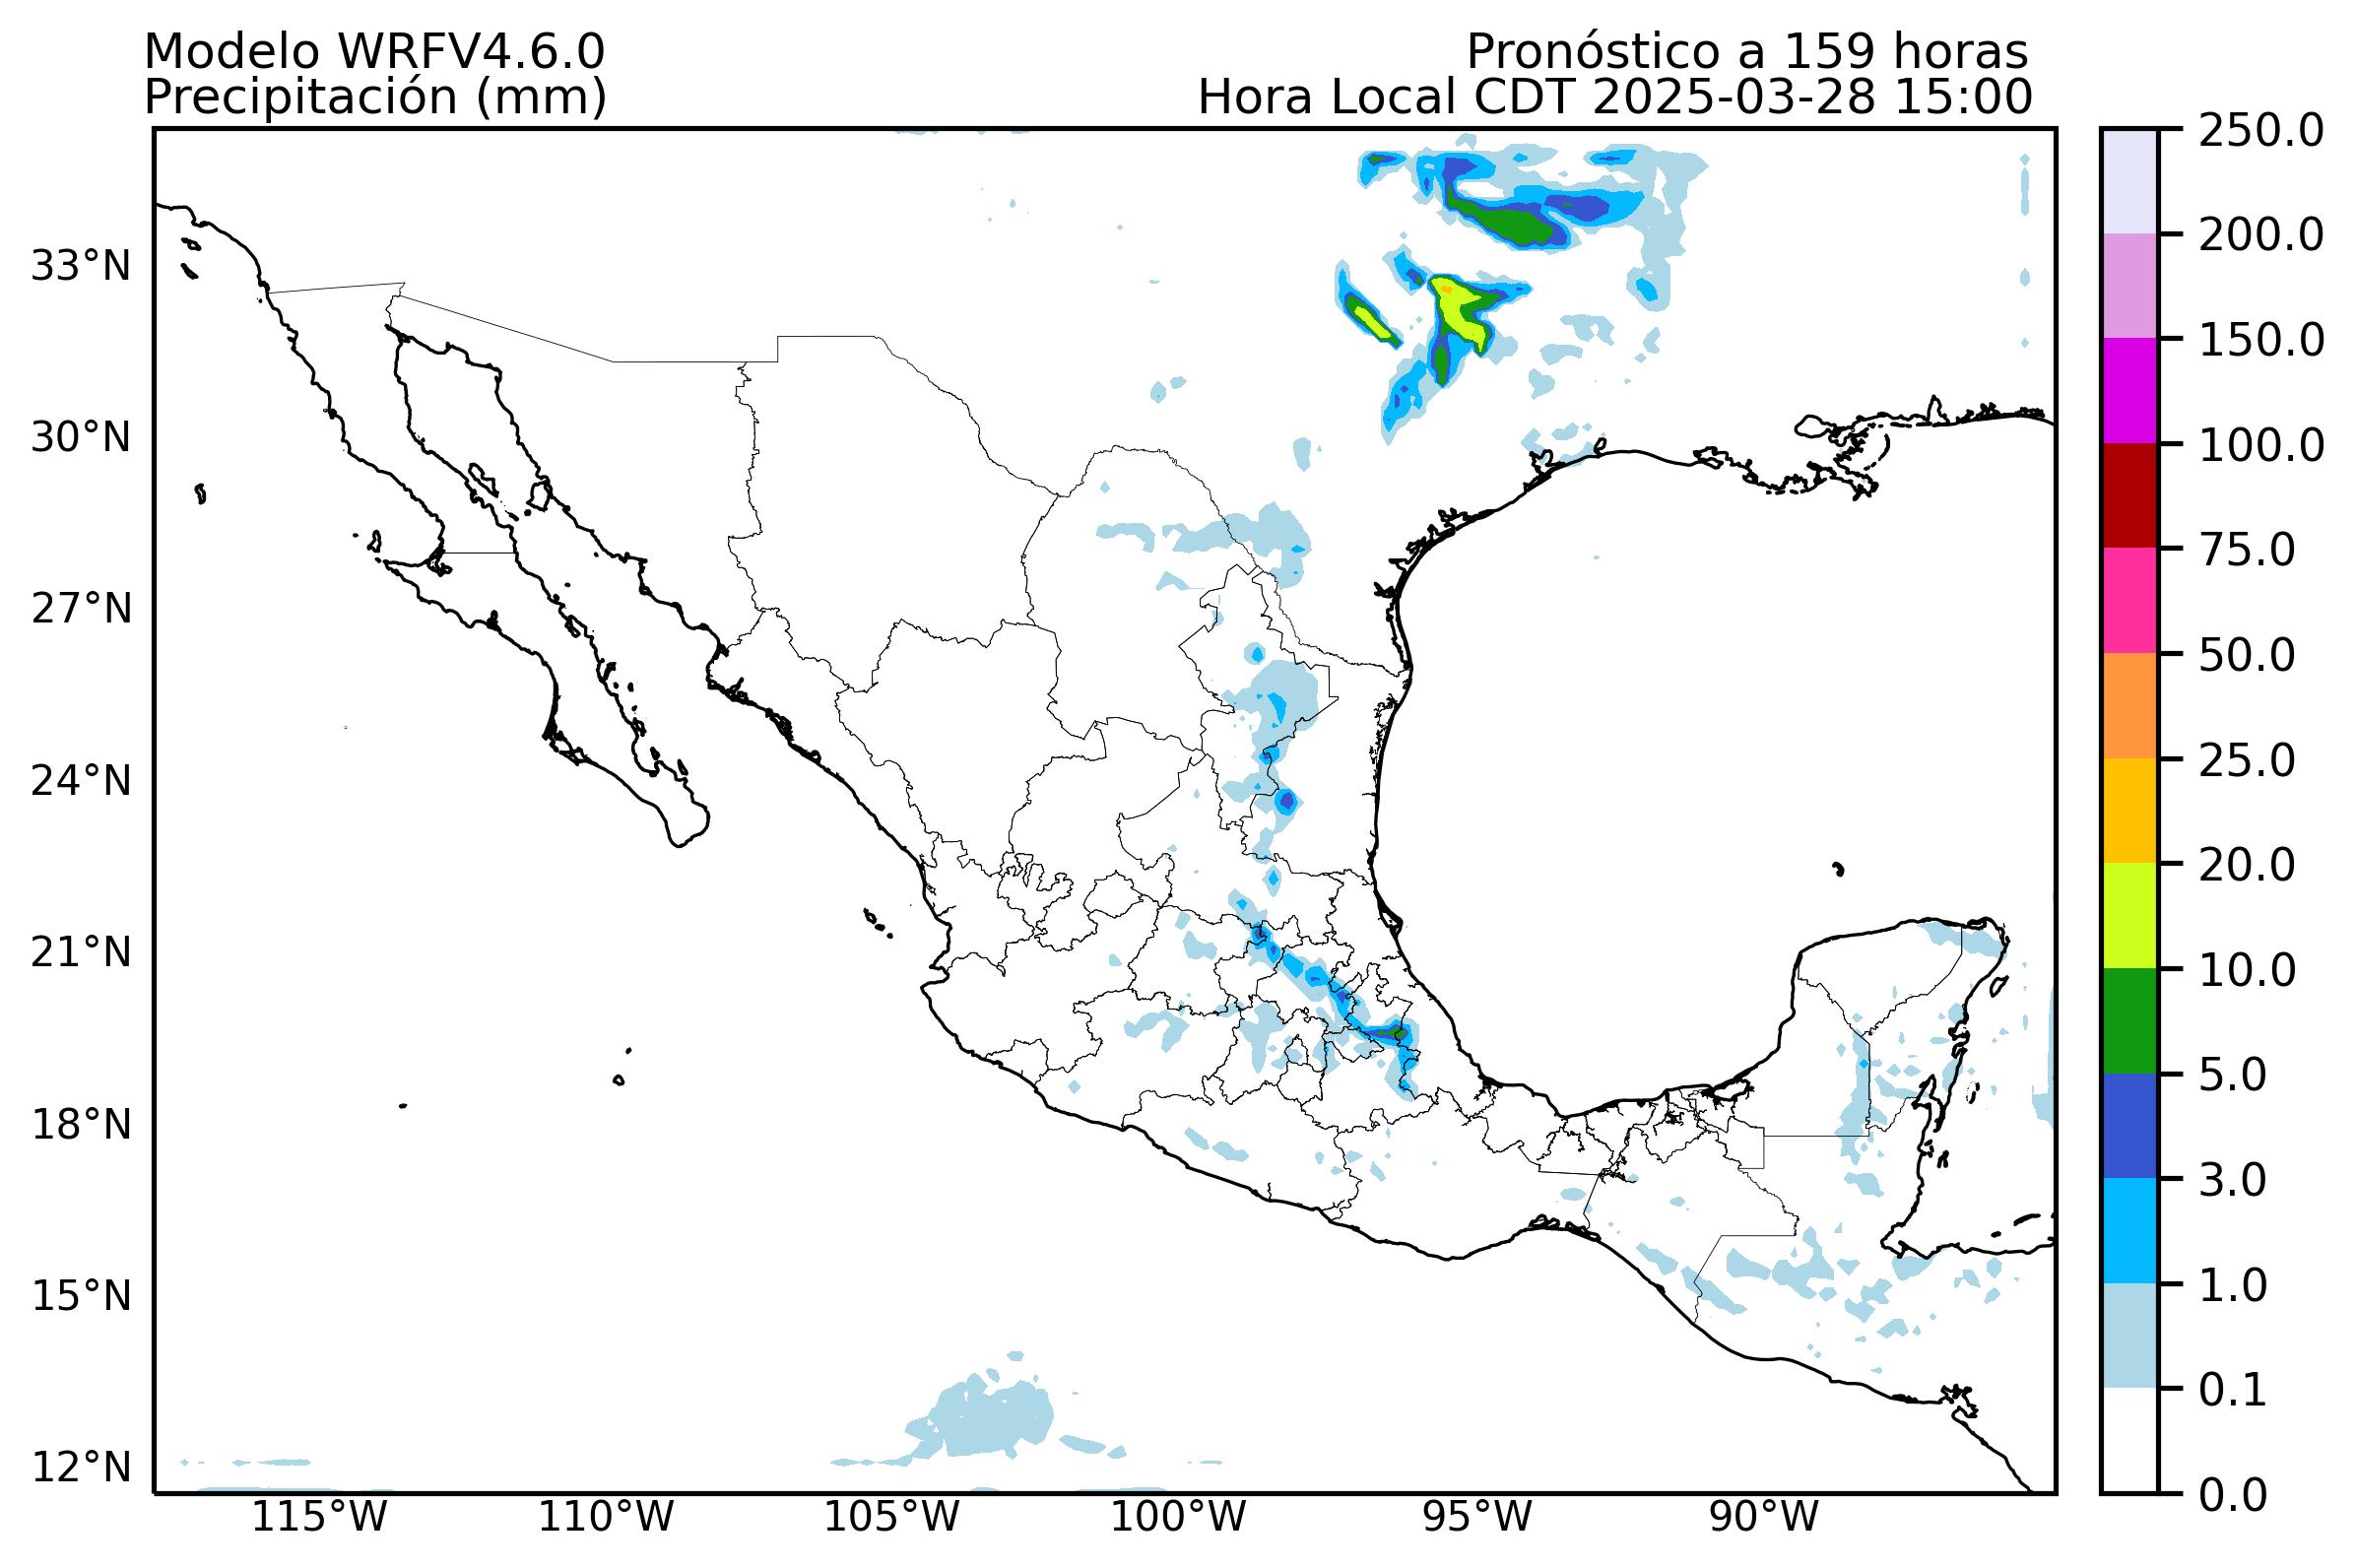 Modelo WRFV4.6.0
Pronóstico a 159 horas
Precipitación (mm)
Hora Local CDT 2025-03-28 15:00
33°N
30°N
27°N
24°N
21°N
18°N
15°N
12°N
115°W
110°W
105°W
100°W
95°W
90°W
250.0
200.0
150.0
100.0
75.0
50.0
25.0
20.0
10.0
5.0
3.0
1.0
0.1
0.0